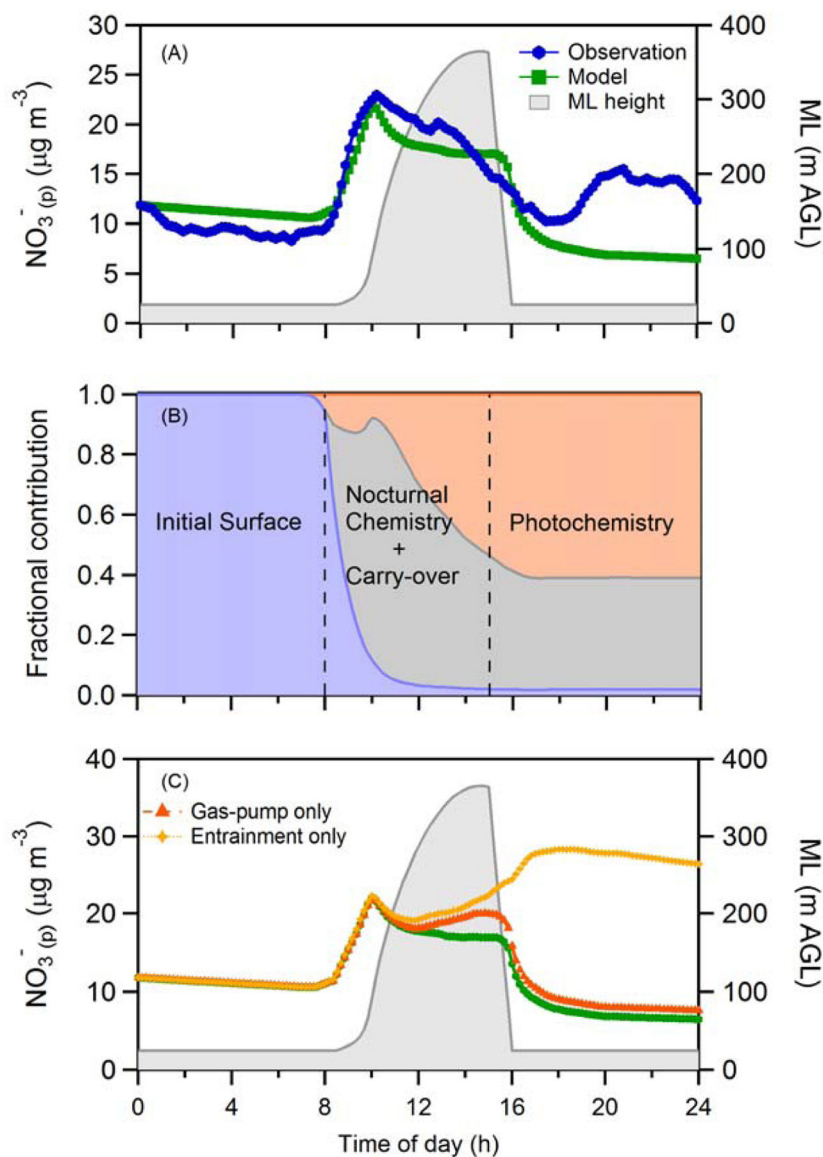 (A)
Observation
Model
ML height
NO₃⁻(p) (μg m⁻³)
30
25
20
15
10
5
0
400
300
200
100
0
ML (m AGL)
(B)
Fractional contribution
1.0
0.8
0.6
0.4
0.2
0.0
Initial Surface
Nocturnal
Chemistry
+
Carry-over
Photochemistry
(C)
Gas-pump only
Entrainment only
NO₃⁻(p) (μg m⁻³)
40
30
20
10
0
400
300
200
100
0
ML (m AGL)
0 4 8 12 16 20 24
Time of day (h)